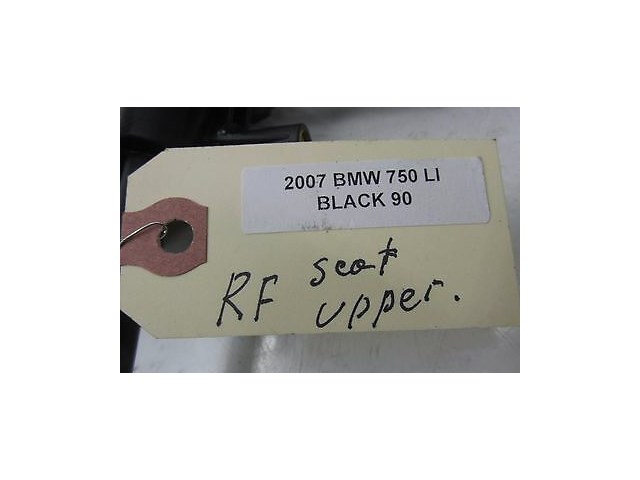 2007 BMW 750 LI
BLACK 90
RF seat
upper.